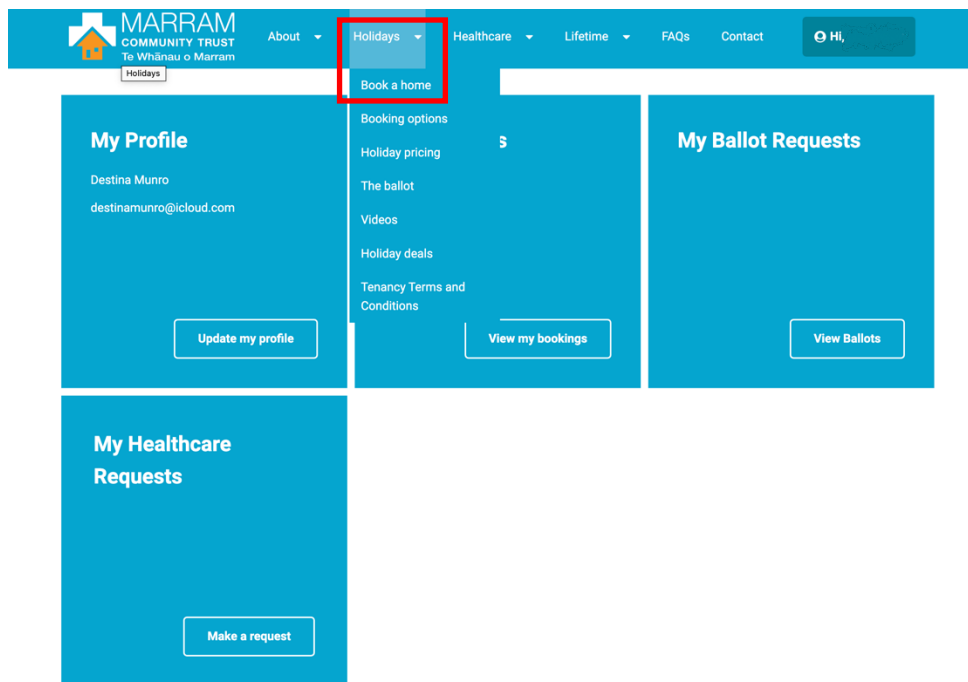 MARRAM
COMMUNITY TRUST
Te Whānau o Marram
About
Holidays
Healthcare
Lifetime
FAQs
Contact
Hi,
Holidays
Book a home
Booking options
Holiday pricing
The ballot
Videos
Holiday deals
Tenancy Terms and
Conditions
My Profile
Destina Munro
destinamunro@icloud.com
Update my profile
s
View my bookings
My Ballot Requests
View Ballots
My Healthcare
Requests
Make a request